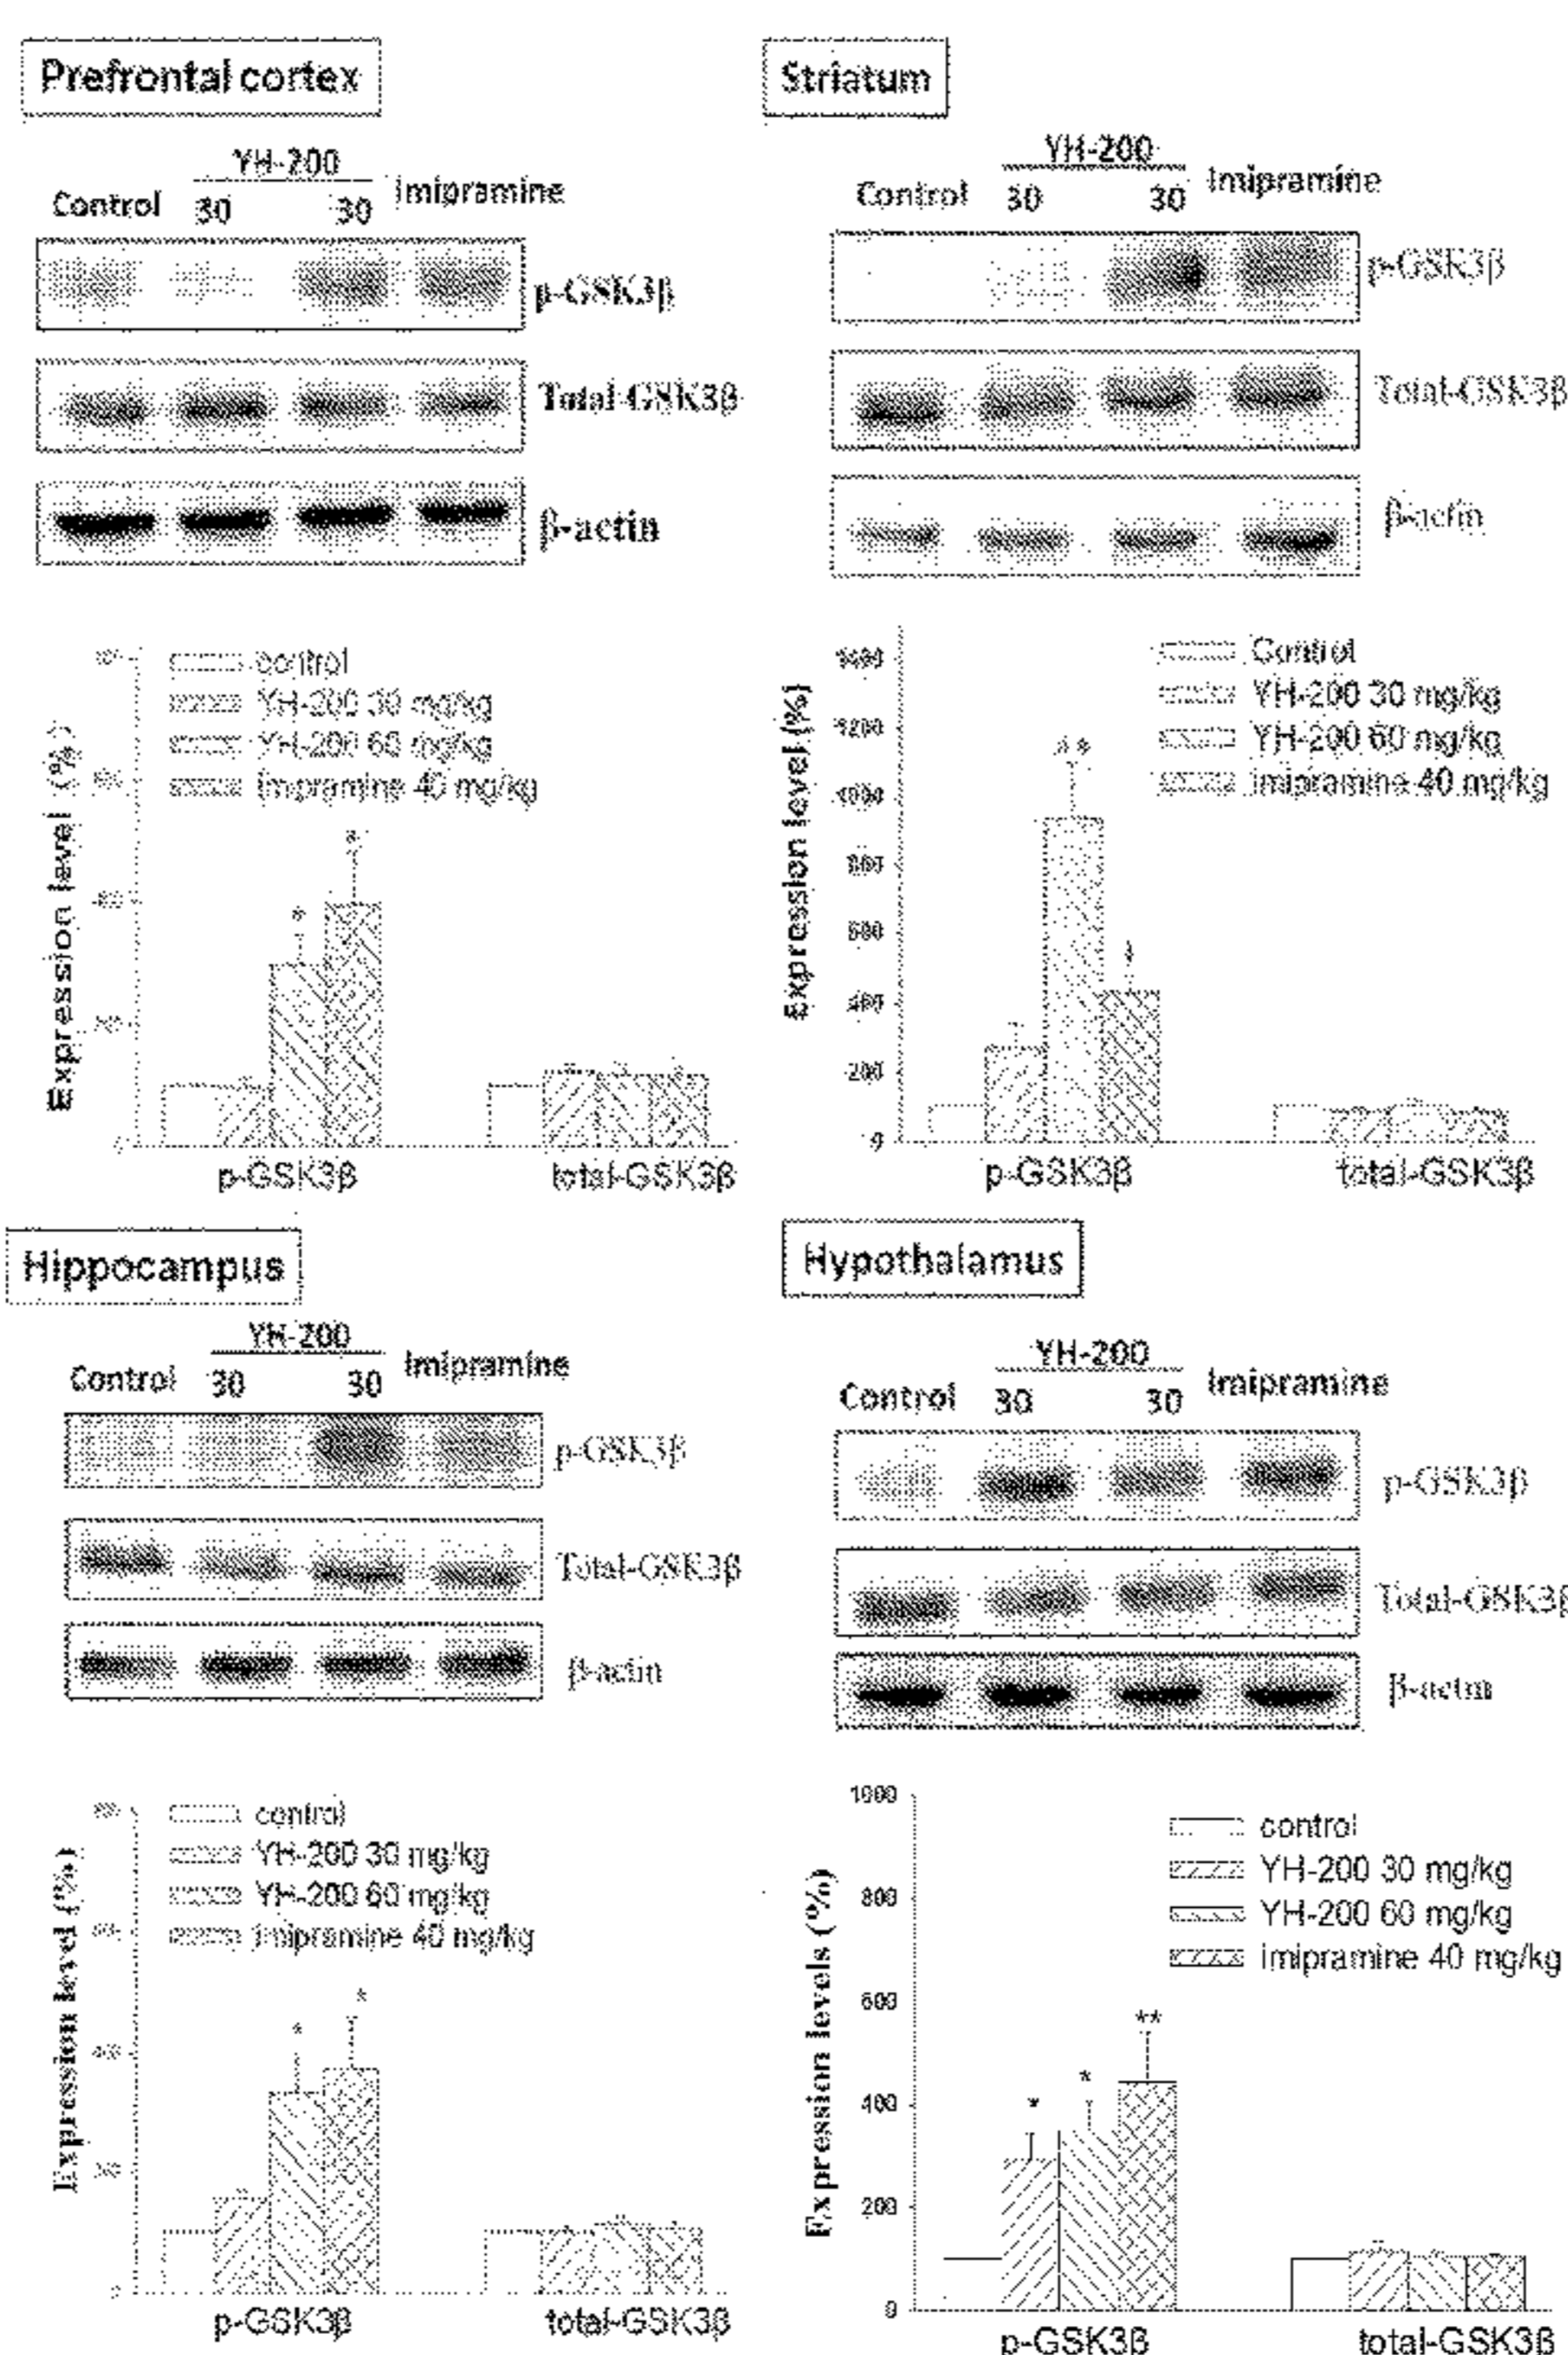 Prefrontal cortex
YH-200
Control 30 30 Imipramine
p-GSK3β
Total-GSK3β
β-actin
Expression level (%)
control
YH-200 30 mg/kg
YH-200 60 mg/kg
Imipramine 40 mg/kg
* *
p-GSK3β total-GSK3β
Striatum
YH-200
Control 30 30 Imipramine
p-GSK3β
Total-GSK3β
β-actin
Expression level (%)
1400
1200
1000
800
600
400
200
0
Control
YH-200 30 mg/kg
YH-200 60 mg/kg
imipramine 40 mg/kg
p-GSK3β total-GSK3β
Hippocampus
YH-200
Control 30 30 Imipramine
p-GSK3β
Total-GSK3β
β-actin
Expression level (%)
control
YH-200 30 mg/kg
YH-200 60 mg/kg
Imipramine 40 mg/kg
* *
p-GSK3β total-GSK3β
Hypothalamus
YH-200
Control 30 30 Imipramine
p-GSK3β
Total-GSK3β
β-actin
Expression levels (%)
1000
800
600
400
200
0
control
YH-200 30 mg/kg
YH-200 60 mg/kg
imipramine 40 mg/kg
* * **
p-GSK3β total-GSK3β